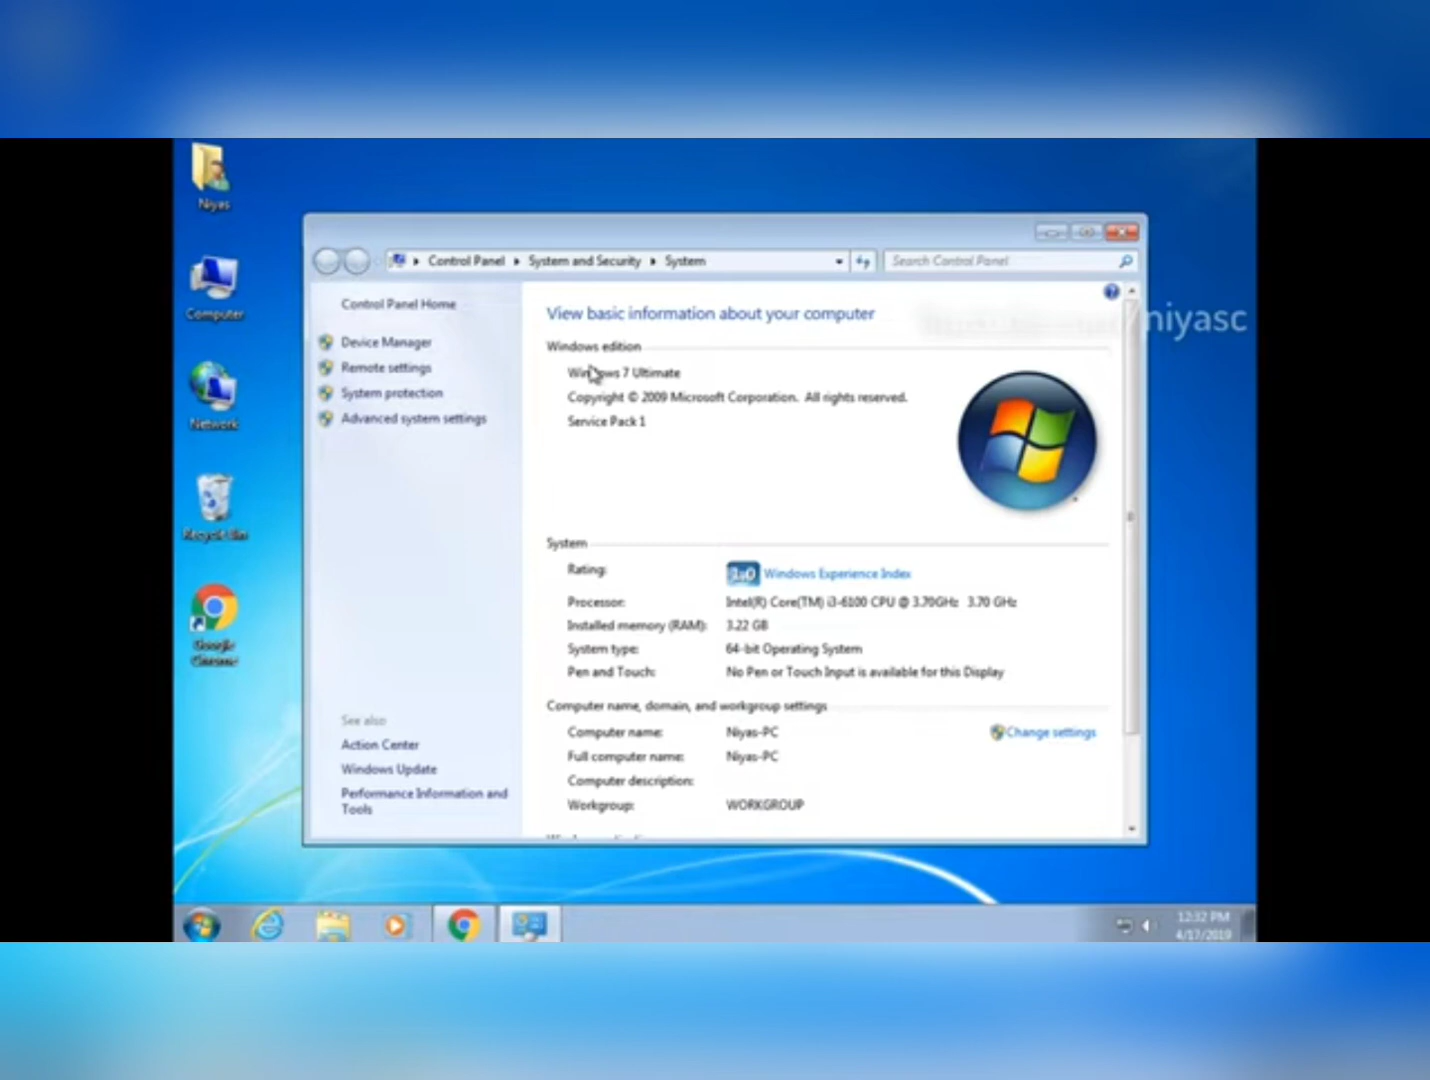 Niyas
Control Panel
System and Security
System
Search Control Panel
Computer
Control Panel Home
View basic information about your computer
/niyasc
Device Manager
Windows edition
Remote settings
Windows 7 Ultimate
System protection
Copyright © 2009 Microsoft Corporation. All rights reserved.
Network
Advanced system settings
Service Pack 1
Recycle Bin
System
Rating:
Windows Experience Index
Processor:
Intel(R) Core(TM) i3-6100 CPU @ 3.70GHz 3.70 GHz
Installed memory (RAM):
3.22 GB
Google
Chrome
System type:
64-bit Operating System
Pen and Touch:
No Pen or Touch Input is available for this Display
Computer name, domain, and workgroup settings
See also
Computer name:
Niyas-PC
Change settings
Action Center
Full computer name:
Niyas-PC
Windows Update
Computer description:
Performance Information and
Tools
Workgroup:
WORKGROUP
12:32 PM
4/17/2019